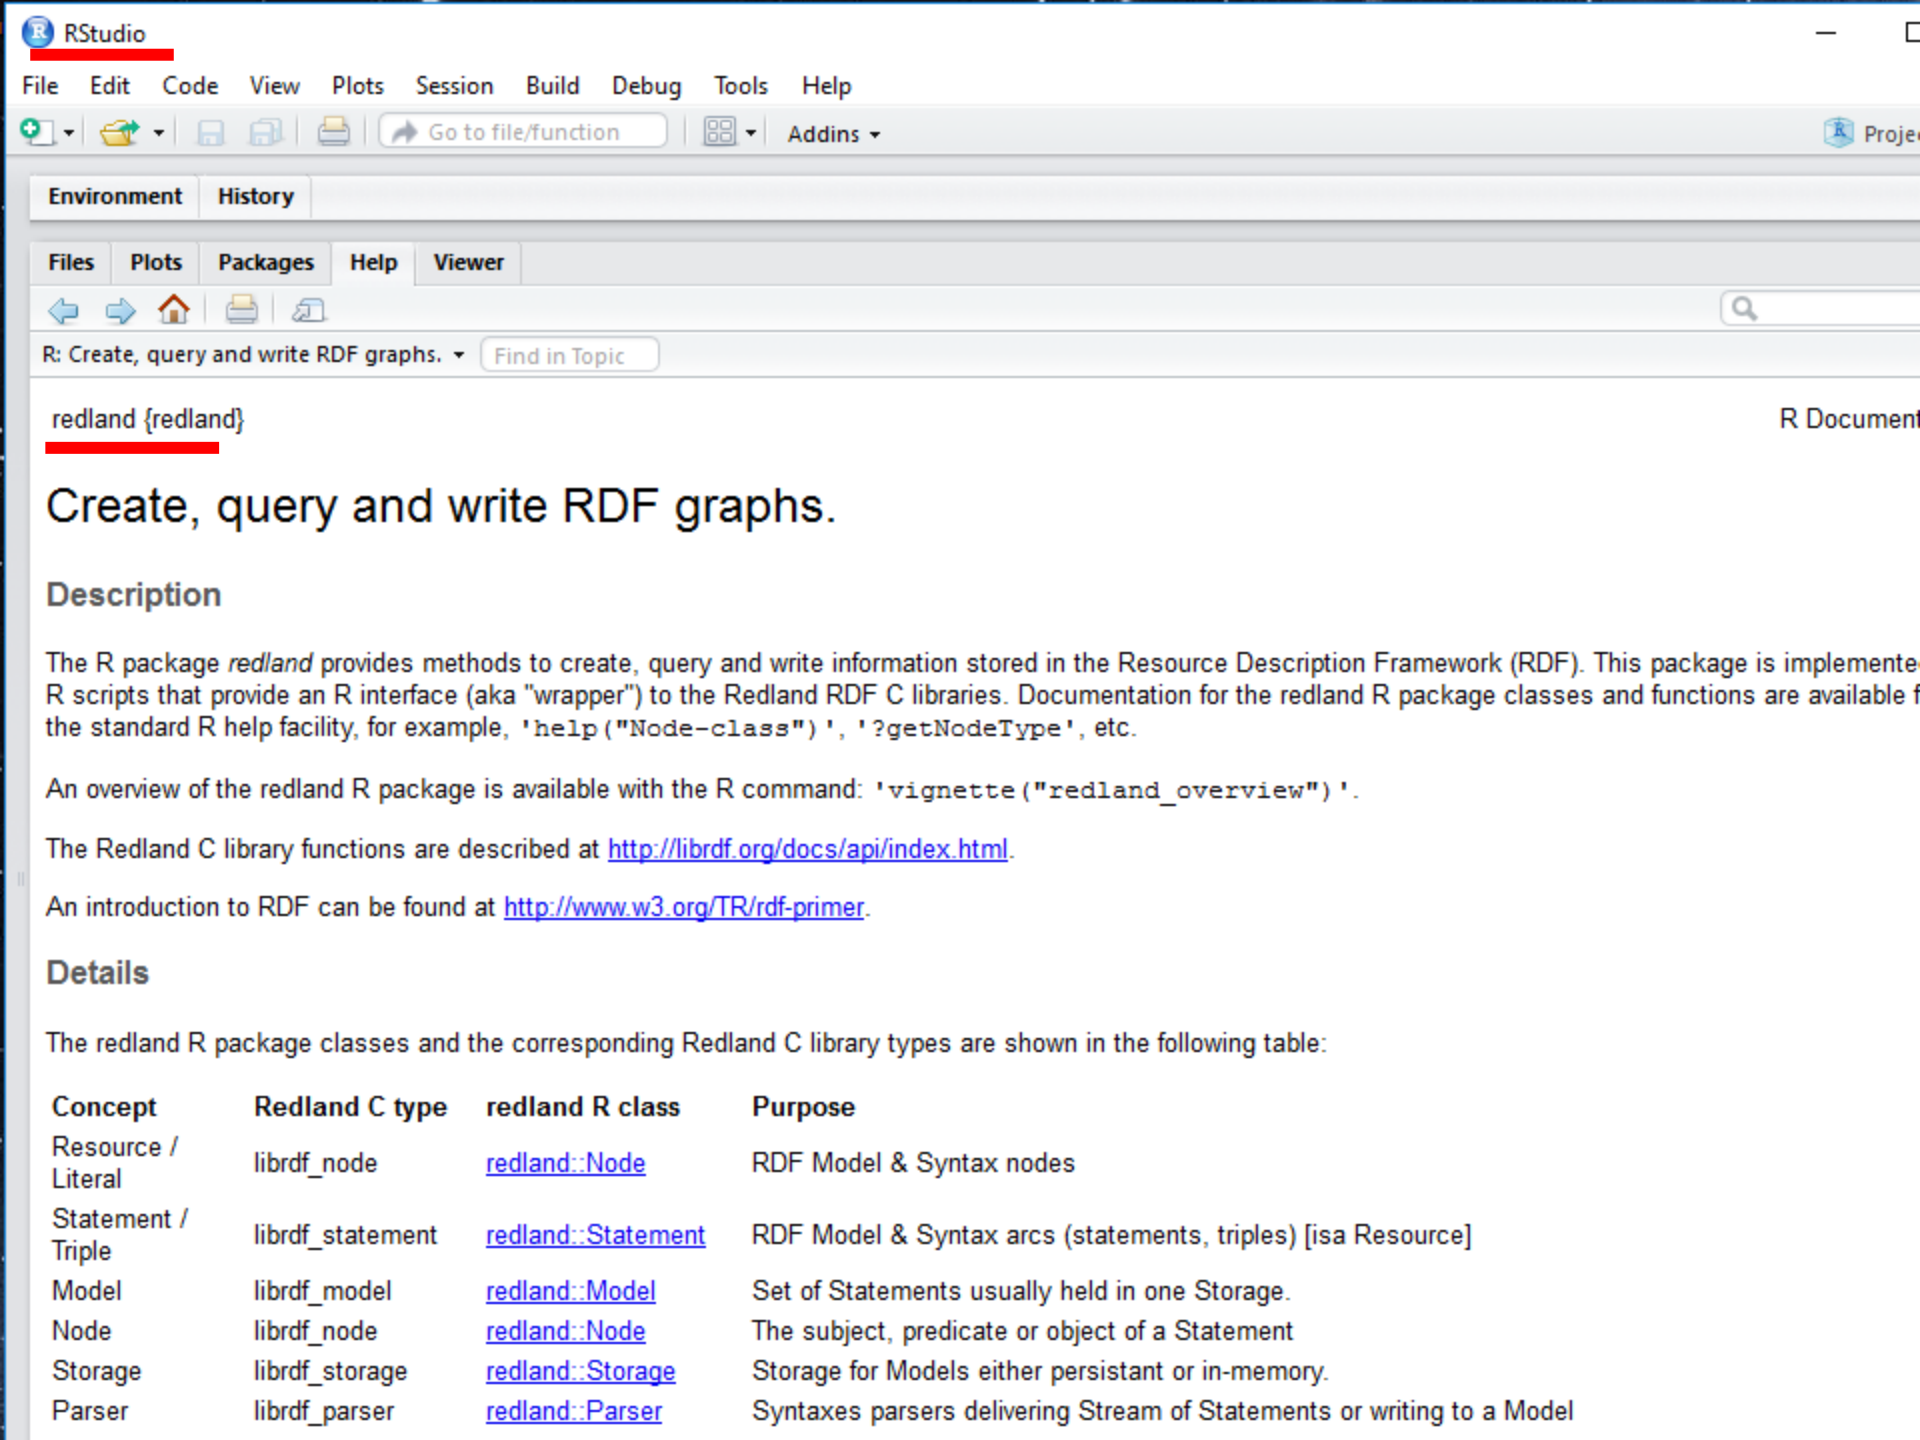 RStudio
File Edit Code View Plots Session Build Debug Tools Help
Go to file/function Addins
Environment History
Files Plots Packages Help Viewer
R: Create, query and write RDF graphs. Find in Topic
redland {redland} R
Create, query and write RDF graphs.
Description
The R package redland provides methods to create, query and write information stored in the Resource Description Framework (RDF). This package is
R scripts that provide an R interface (aka "wrapper") to the Redland RDF C libraries. Documentation for the redland R package classes and functions are available
the standard R help facility, for example, 'help("Node-class")', '?getNodeType', etc.
An overview of the redland R package is available with the R command: 'vignette("redland_overview")'.
The Redland C library functions are described at http://librdf.org/docs/api/index.html.
An introduction to RDF can be found at http://www.w3.org/TR/rdf-primer.
Details
The redland R package classes and the corresponding Redland C library types are shown in the following table:
Concept Redland C type redland R class Purpose
Resource / Literal librdf_node redland::Node RDF Model & Syntax nodes
Statement / Triple librdf_statement redland::Statement RDF Model & Syntax arcs (statements, triples) [isa Resource]
Model librdf_model redland::Model Set of Statements usually held in one Storage.
Node librdf_node redland::Node The subject, predicate or object of a Statement
Storage librdf_storage redland::Storage Storage for Models either persistant or in-memory.
Parser librdf_parser redland::Parser Syntaxes parsers delivering Stream of Statements or writing to a Model